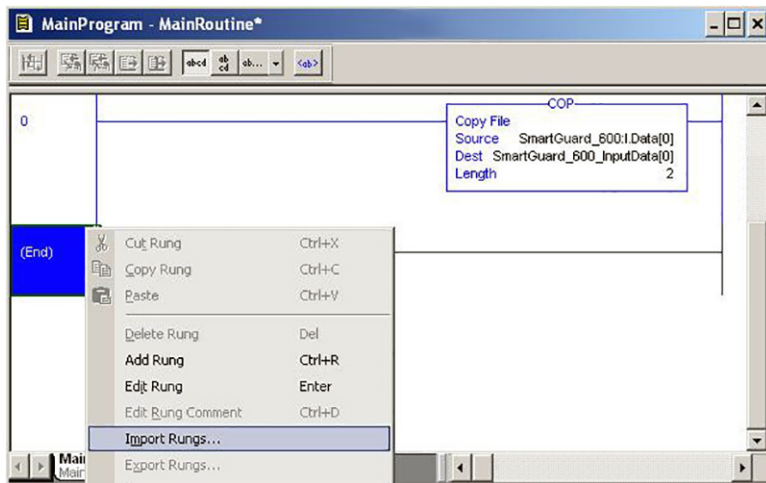 MainProgram - MainRoutine*
abcd
ab
cd
ab...
<ab>
0
COP
Copy File
Source SmartGuard_600:I.Data[0]
Dest SmartGuard_600_InputData[0]
Length 2
(End)
Cut Rung Ctrl+X
Copy Rung Ctrl+C
Paste Ctrl+V
Delete Rung Del
Add Rung Ctrl+R
Edit Rung Enter
Edit Rung Comment Ctrl+D
Import Rungs...
Export Rungs...
Mai
Mair